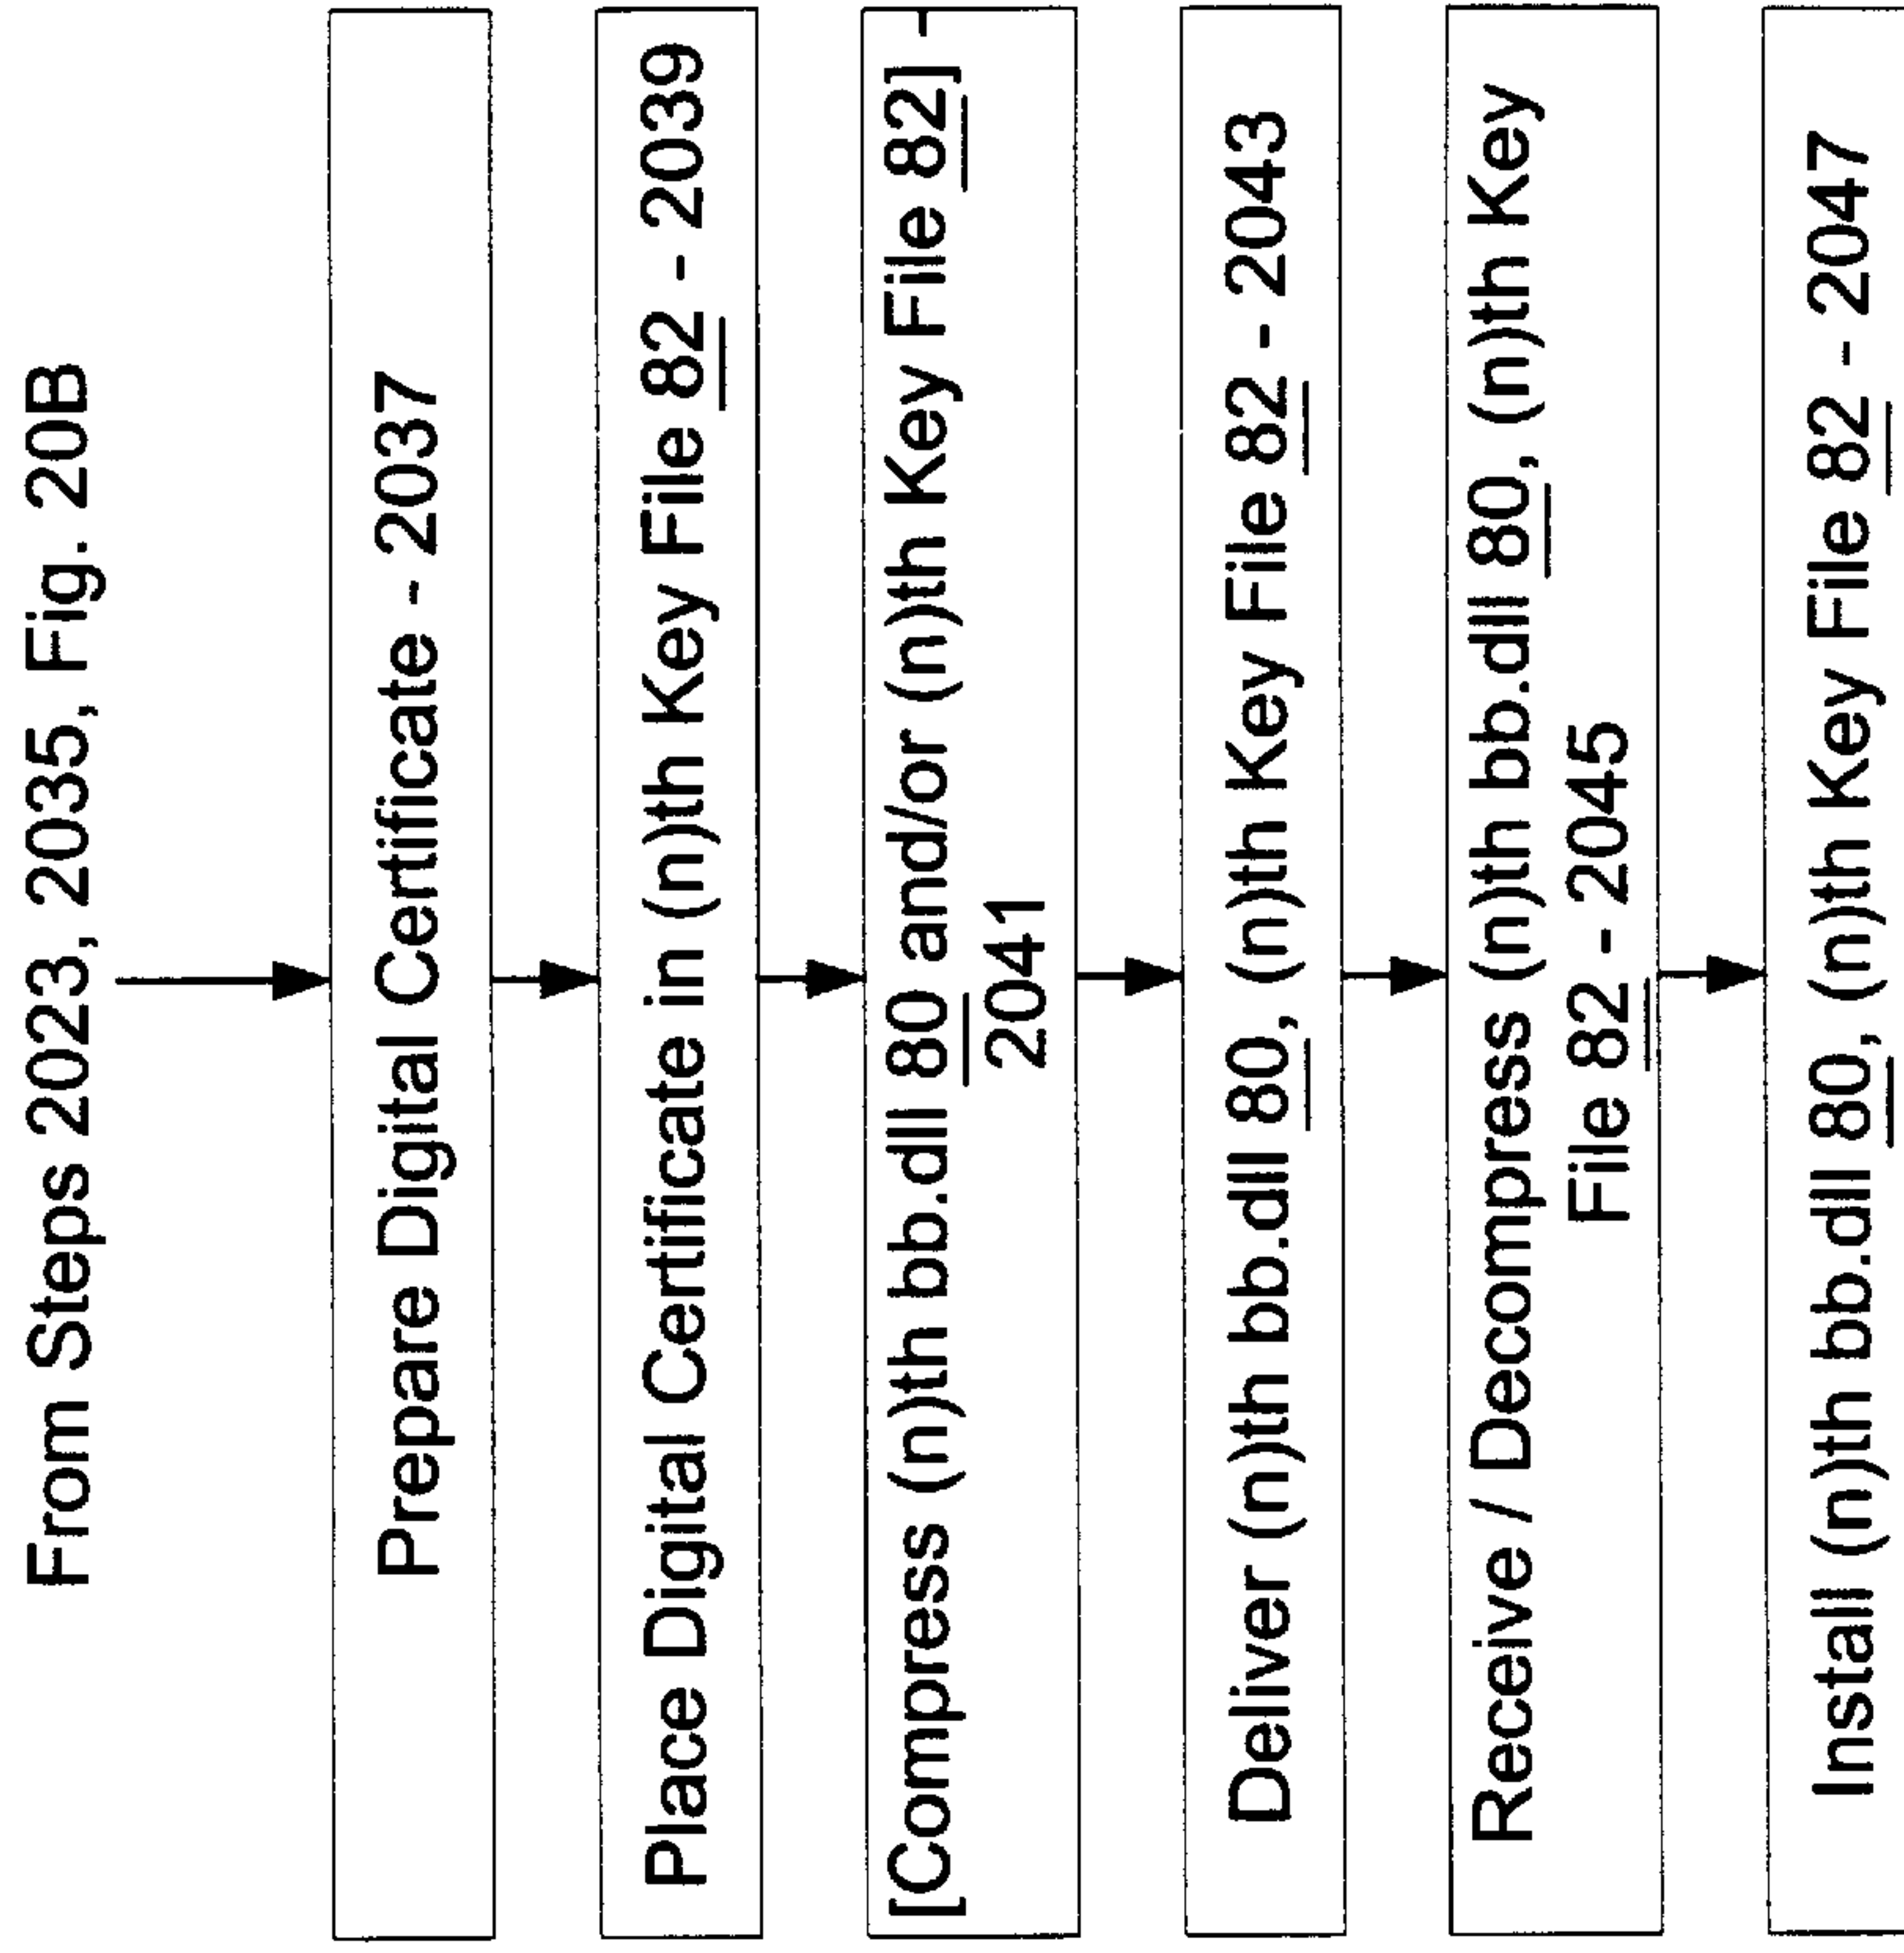 From Steps 2023, 2035, Fig. 20B
Prepare Digital Certificate - 2037
Place Digital Certificate in (n)th Key File 82 - 2039
[Compress (n)th bb.dll 80 and/or (n)th Key File 82] -
2041
Deliver (n)th bb.dll 80, (n)th Key File 82 - 2043
Receive / Decompress (n)th bb.dll 80, (n)th Key
File 82 - 2045
Install (n)th bb.dll 80, (n)th Key File 82 - 2047